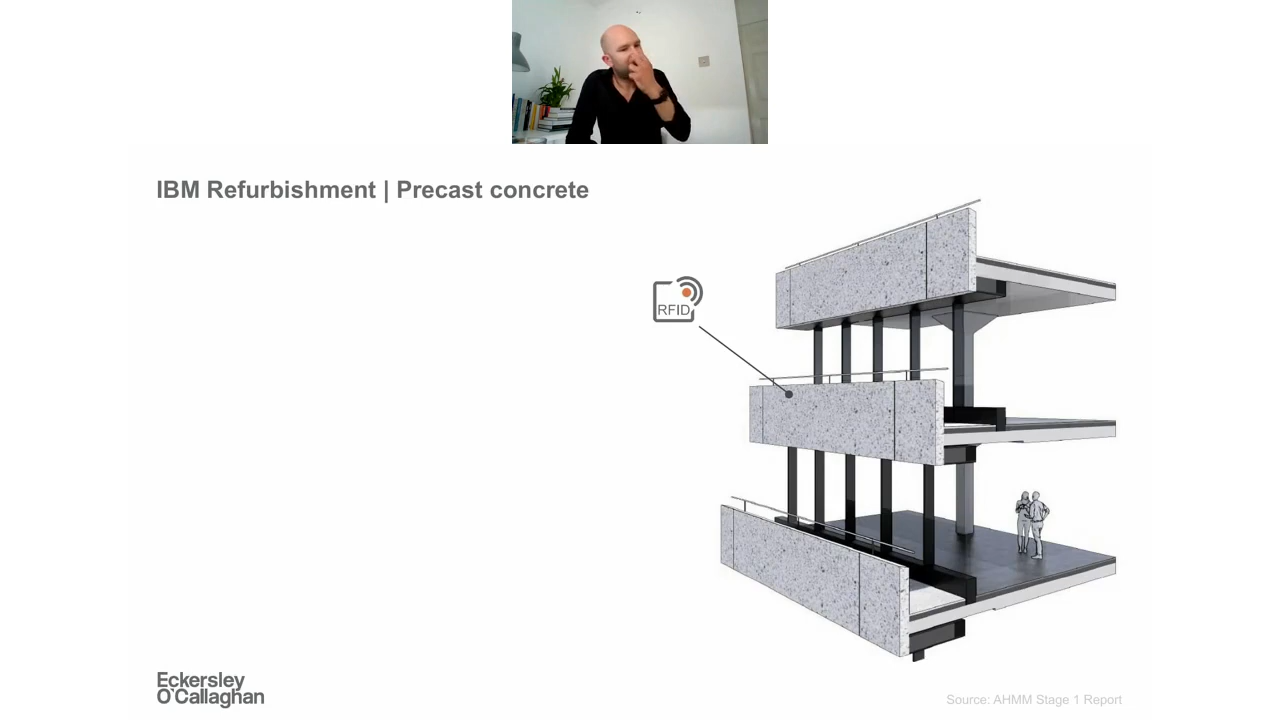 IBM Refurbishment | Precast concrete
RFID
Eckersley
O'Callaghan
Source: AHMM Stage 1 Report